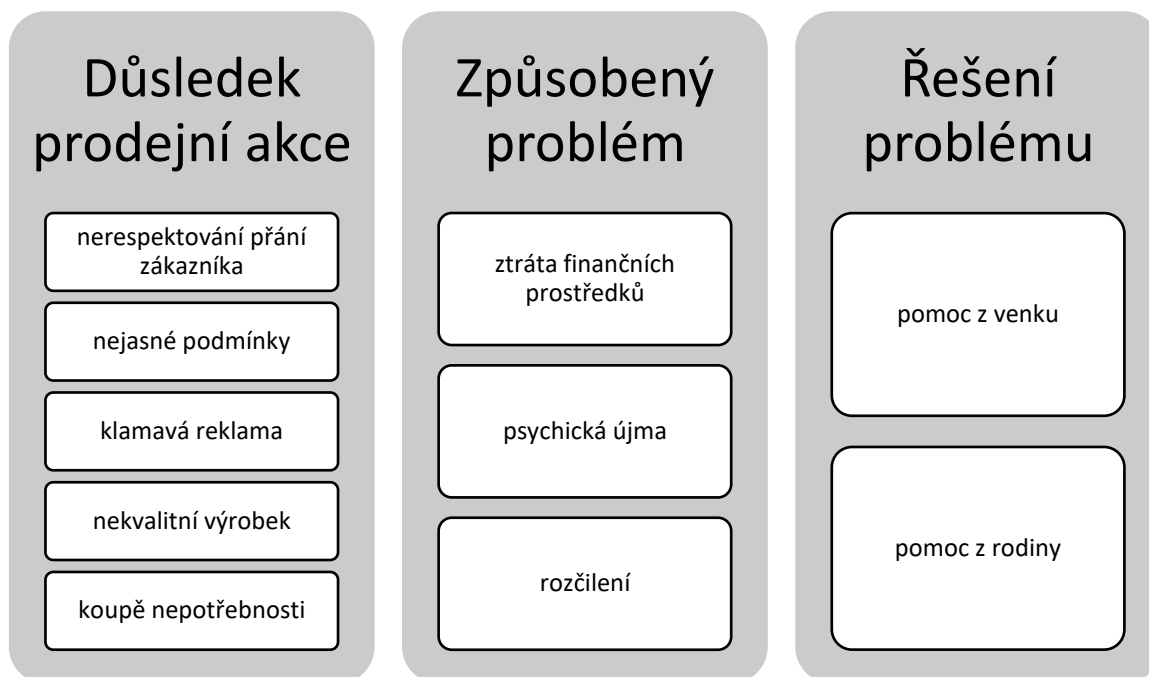 Důsledek
prodejní akce
nerespektování přání
zákazníka
nejasné podmínky
klamavá reklama
nekvalitní výrobek
koupě nepotřebnosti
Způsobený
problém
ztráta finančních
prostředků
psychická újma
rozčilení
Řešení
problému
pomoc z venku
pomoc z rodiny